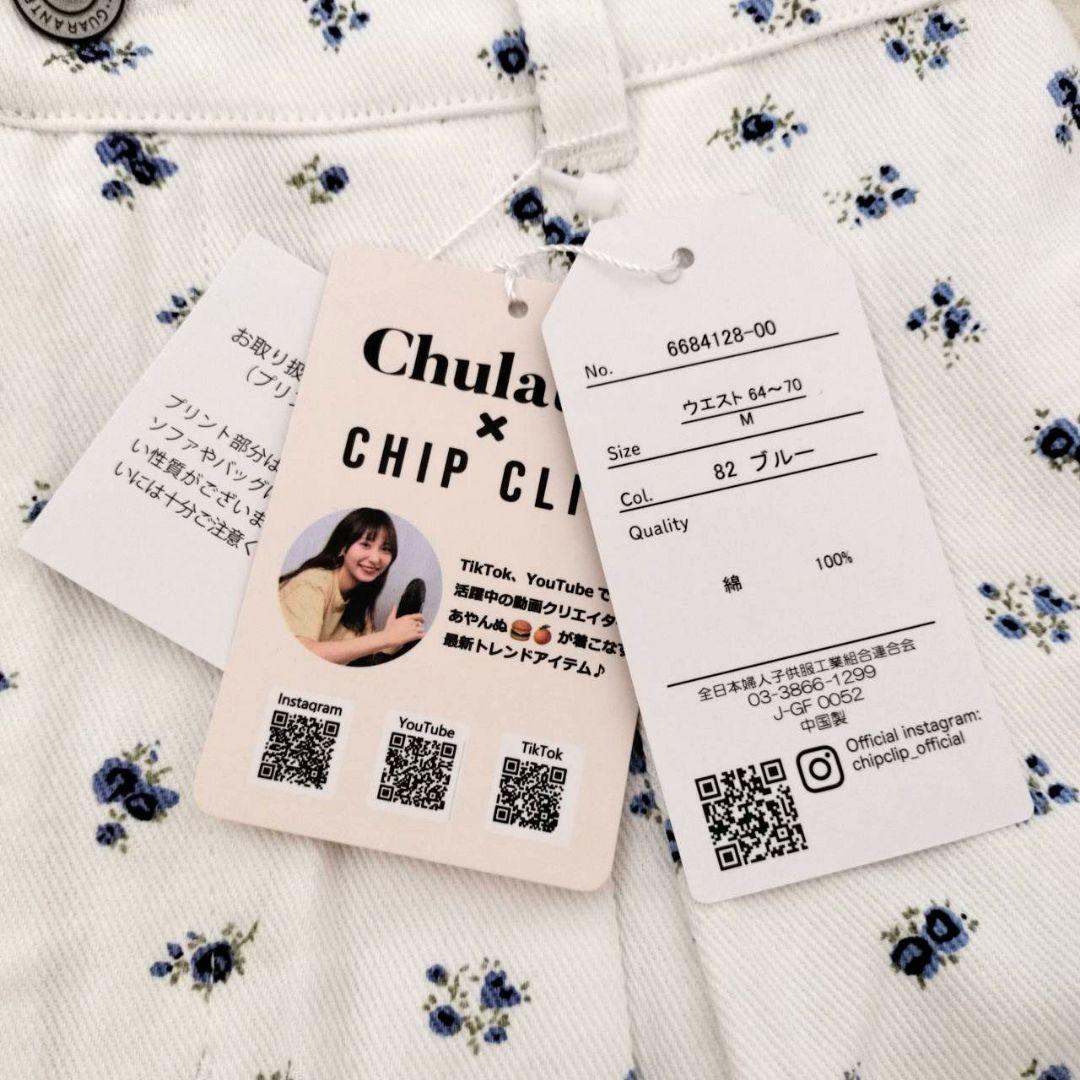 GUARANTE
お取り扱
(プリン
プリント部分は
ソファやバッグに
い性質がございま
いには十分ご注意く
Chula
×
CHIP CLI
TikTok、YouTubeで
活躍中の動画クリエイタ
あやんぬ🍔🍊が着こなす
最新トレンドアイテム♪
Instagram
YouTube
TikTok
No. 6684128-00
ウエスト 64〜70
Size M
Col. 82 ブルー
Quality
綿 100%
全日本婦人子供服工業組合連合会
03-3866-1299
J-GF 0052
中国製
Official instagram:
chipclip_official